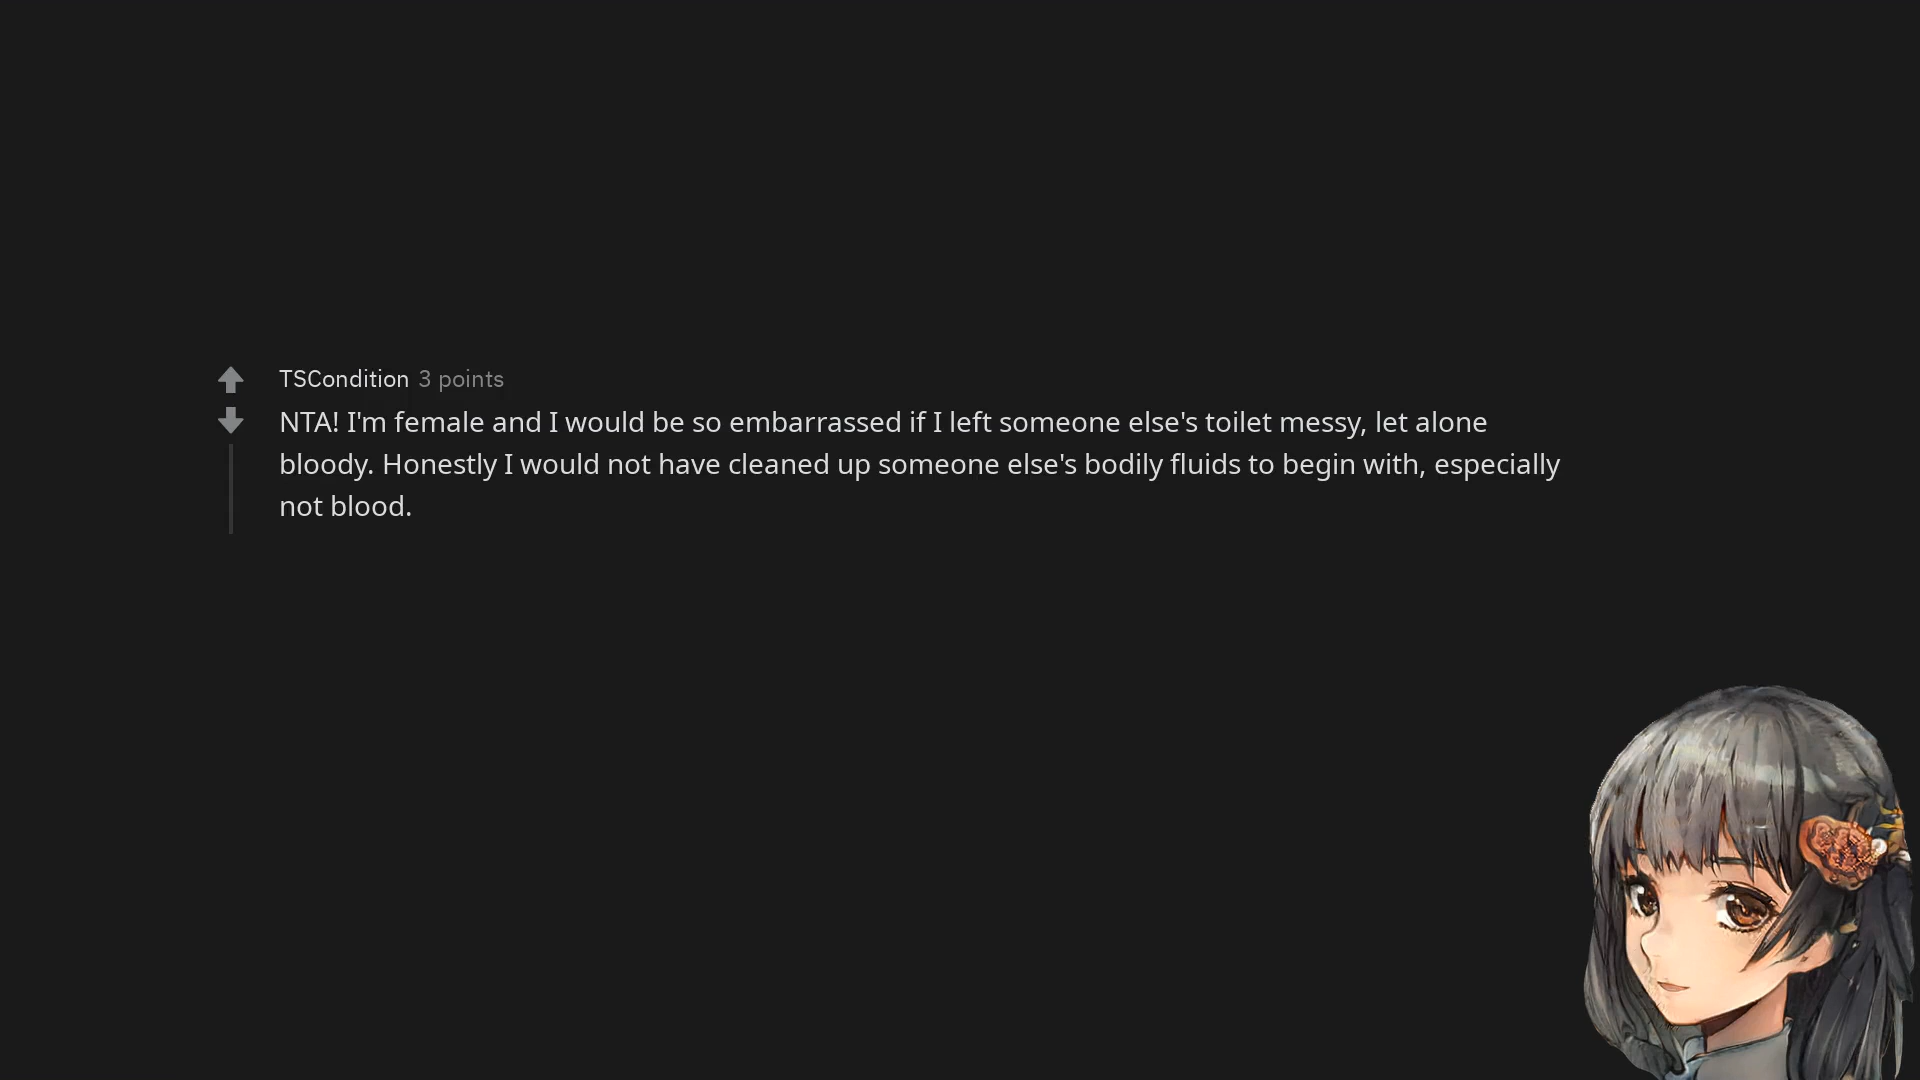 TSCondition 3 points
NTA! I'm female and I would be so embarrassed if I left someone else's toilet messy, let alone
bloody. Honestly I would not have cleaned up someone else's bodily fluids to begin with, especially
not blood.